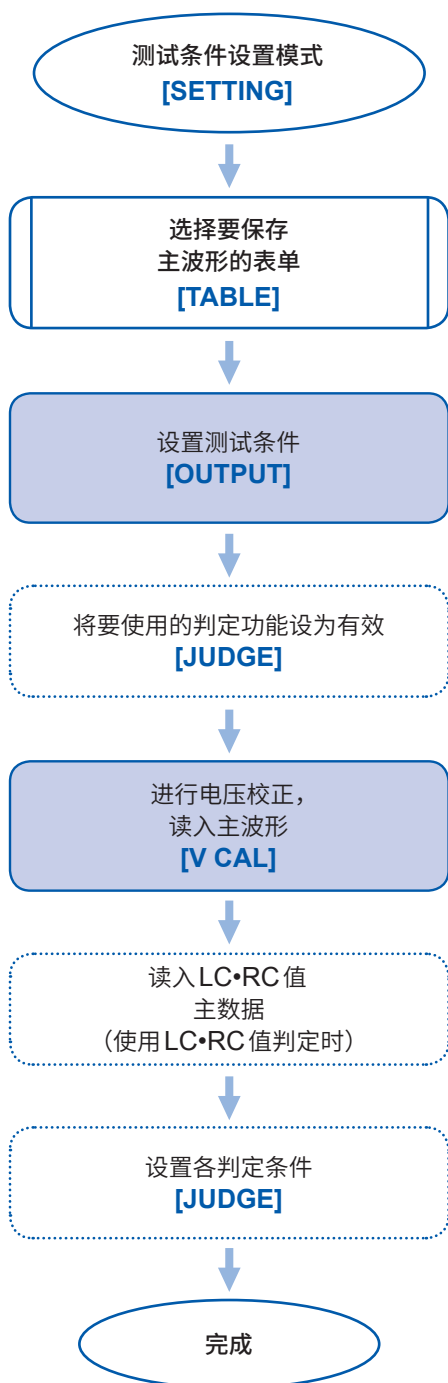 测试条件设置模式
[SETTING]
选择要保存
主波形的表单
[TABLE]
设置测试条件
[OUTPUT]
将要使用的判定功能设为有效
[JUDGE]
进行电压校正，
读入主波形
[V CAL]
读入LC•RC值
主数据
（使用LC•RC值判定时）
设置各判定条件
[JUDGE]
完成